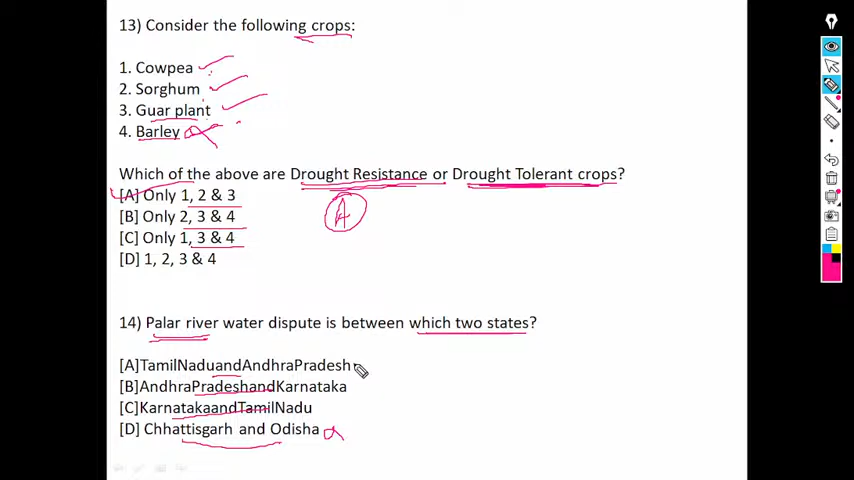 13) Consider the following crops:
1. Cowpea
2. Sorghum
3. Guar plant
4. Barley
Which of the above are Drought Resistance or Drought Tolerant crops?
[A] Only 1, 2 & 3
[B] Only 2, 3 & 4
A
[C] Only 1, 3 & 4
[D] 1, 2, 3 & 4
14) Palar river water dispute is between which two states?
[A]TamilNaduandAndhraPradesh
[B]AndhraPradeshandKarnataka
[C]KarnatakaandTamilNadu
[D] Chhattisgarh and Odisha